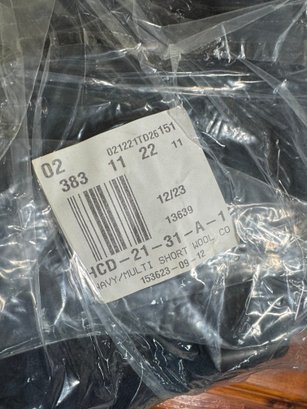 02 021221TD26151
383 11 22 11
12/23
13639
HCD-21-31-A-1
NAVY/MULTI SHORT WOOL CO
153623-09-12